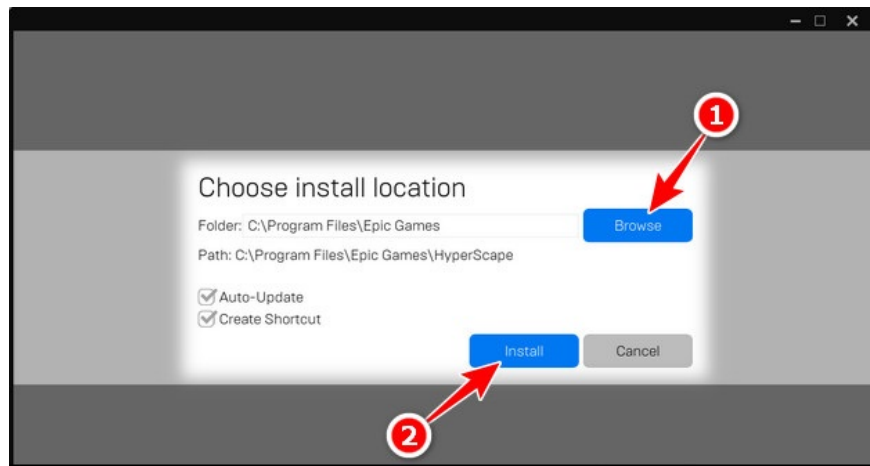 1
Choose install location
Folder: C:\Program Files\Epic Games Browse
Path: C:\Program Files\Epic Games\HyperScape
Auto-Update
Create Shortcut
Install Cancel
2